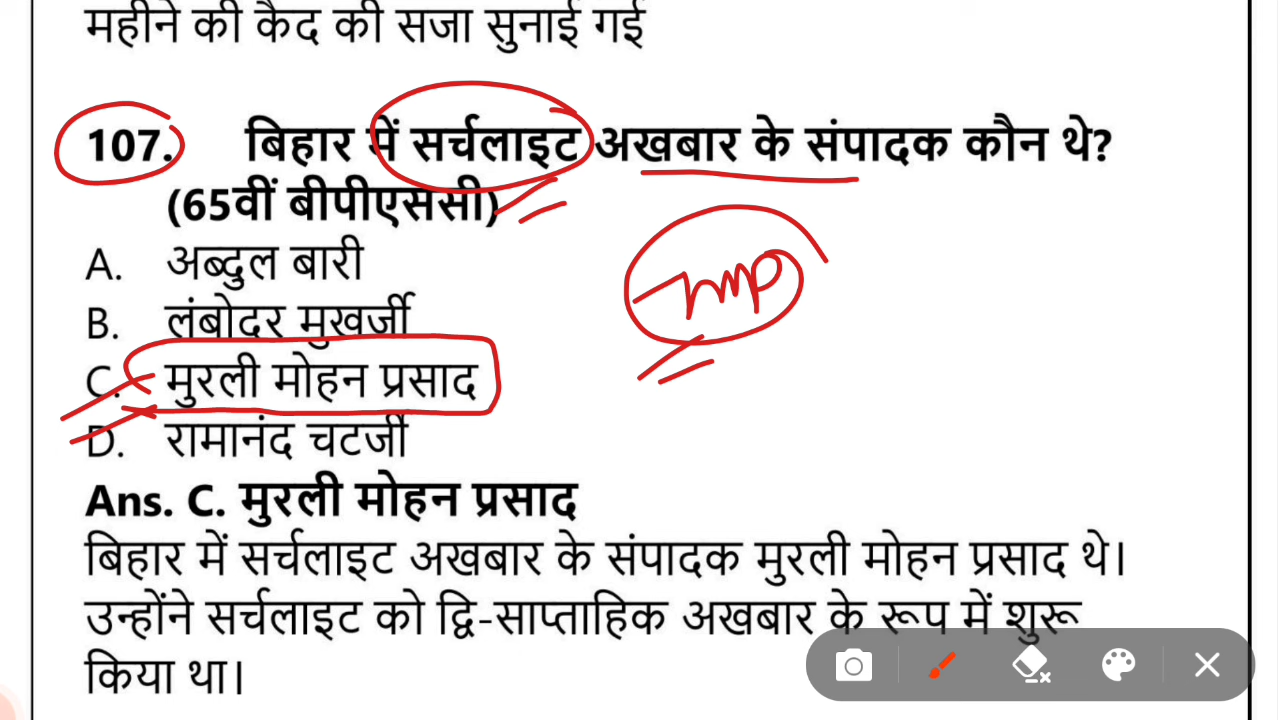 महीने की कैद की सजा सुनाई गई
107. बिहार में सर्चलाइट अखबार के संपादक कौन थे?
(65वीं बीपीएससी)
A. अब्दुल बारी
imp
B. लंबोदर मुखर्जी
C. मुरली मोहन प्रसाद
D. रामानंद चटर्जी
Ans. C. मुरली मोहन प्रसाद
बिहार में सर्चलाइट अखबार के संपादक मुरली मोहन प्रसाद थे।
उन्होंने सर्चलाइट को द्वि-साप्ताहिक अखबार के रूप में शुरू
किया था।